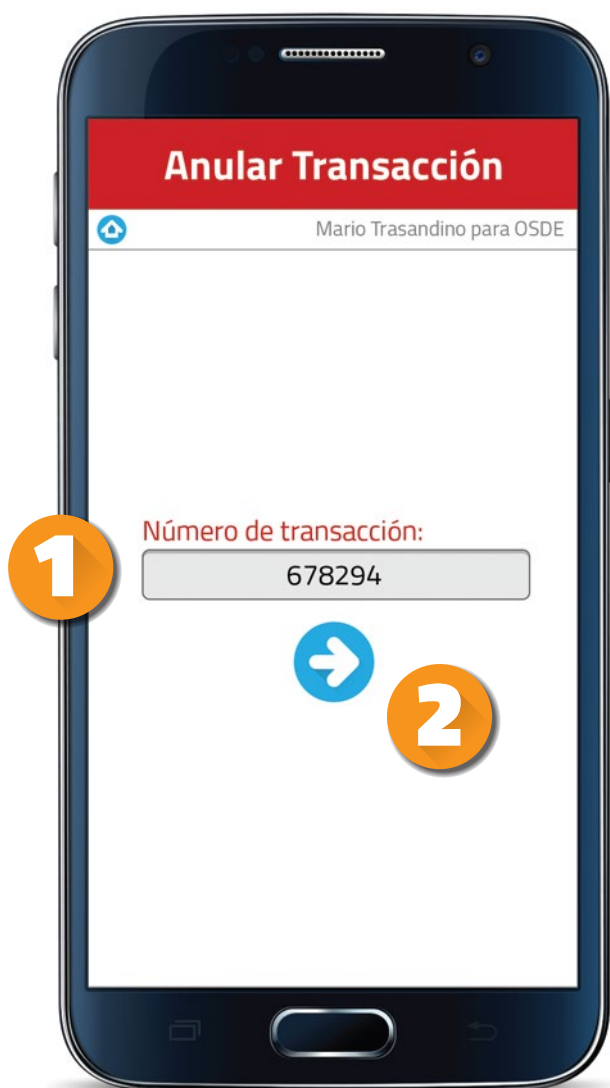 Anular Transacción
Mario Trasandino para OSDE
Número de transacción:
1
678294
2